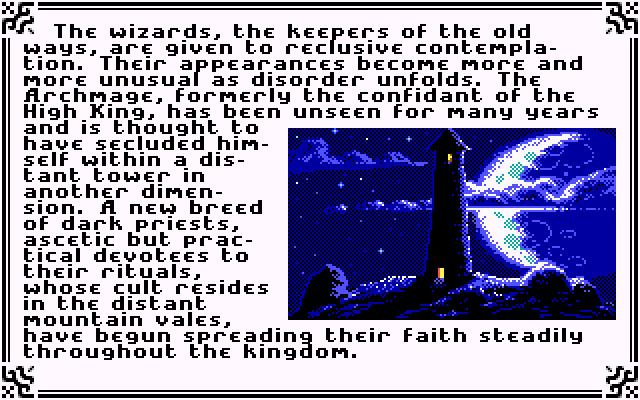 The wizards, the keepers of the old
ways, are given to reclusive contempla-
tion. Their appearances become more and
more unusual as disorder unfolds. The
Archmage, formerly the confidant of the
High King, has been unseen for many years
and is thought to
have secluded him-
self within a dis-
tant tower in
another dimen-
sion. A new breed
of dark priests,
ascetic but prac-
tical devotees to
their rituals,
whose cult resides
in the distant
mountain vales,
have begun spreading their faith steadily
throughout the kingdom.